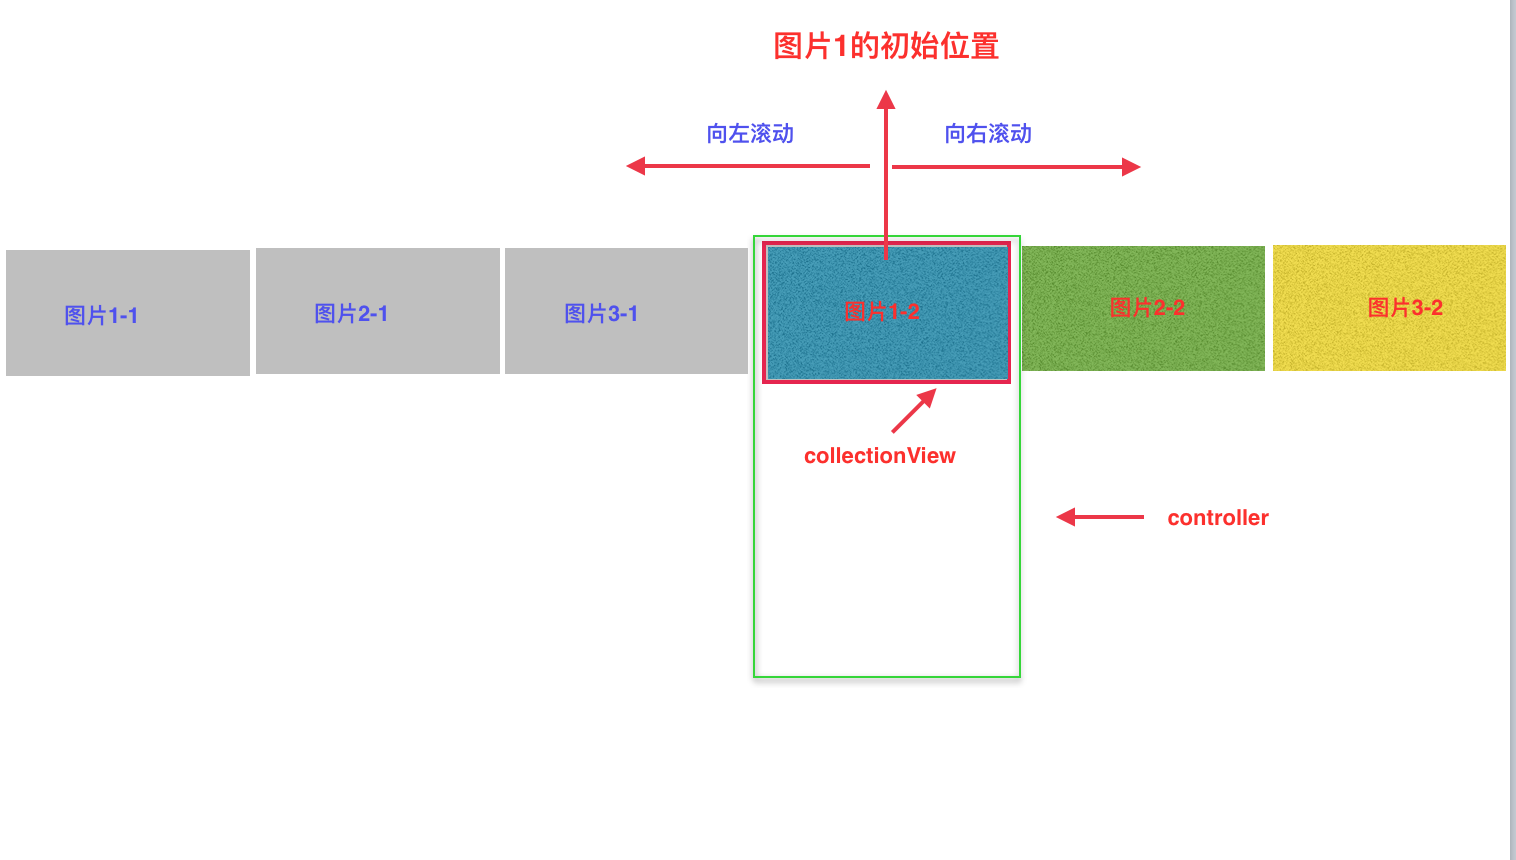 图片1的初始位置
向左滚动
向右滚动
图片1-1
图片2-1
图片3-1
图片1-2
图片2-2
图片3-2
collectionView
controller